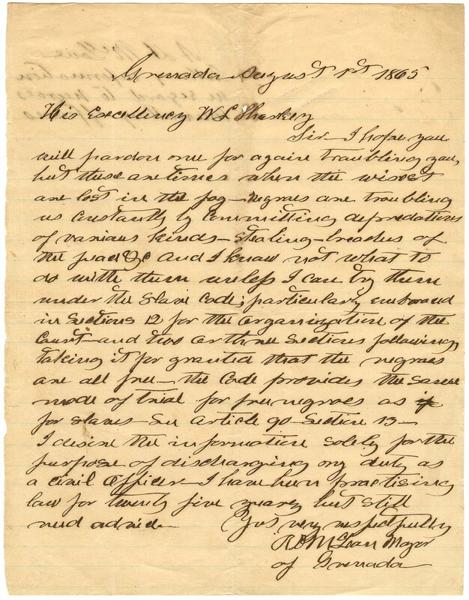 Grenada August 1st 1865
His Excellency W L Sharkey
Sir I hope you
will pardon me for again troubling you,
but these are times when the wisest
are lost in the fog – negroes are troubling
us constantly by committing depredations
of various kinds – stealing – breaches of
the peace &c and I know not what to
do with them unless I can try them
under the Slave Code; particularly embraced
in Sections 12 for the organization of the
Court – and two or three Sections following
taking it for granted that the negroes
are all free – the Code provides the same
mode of trial for free negroes as
for slaves – See Article 90 – Section 13 –
I desire the information solely for the
purpose of discharging my duty as
a civil Officer – I have been practising
law for twenty five years, but still
need advice – Yos very respectfully
McLean Mayor
of Grenada